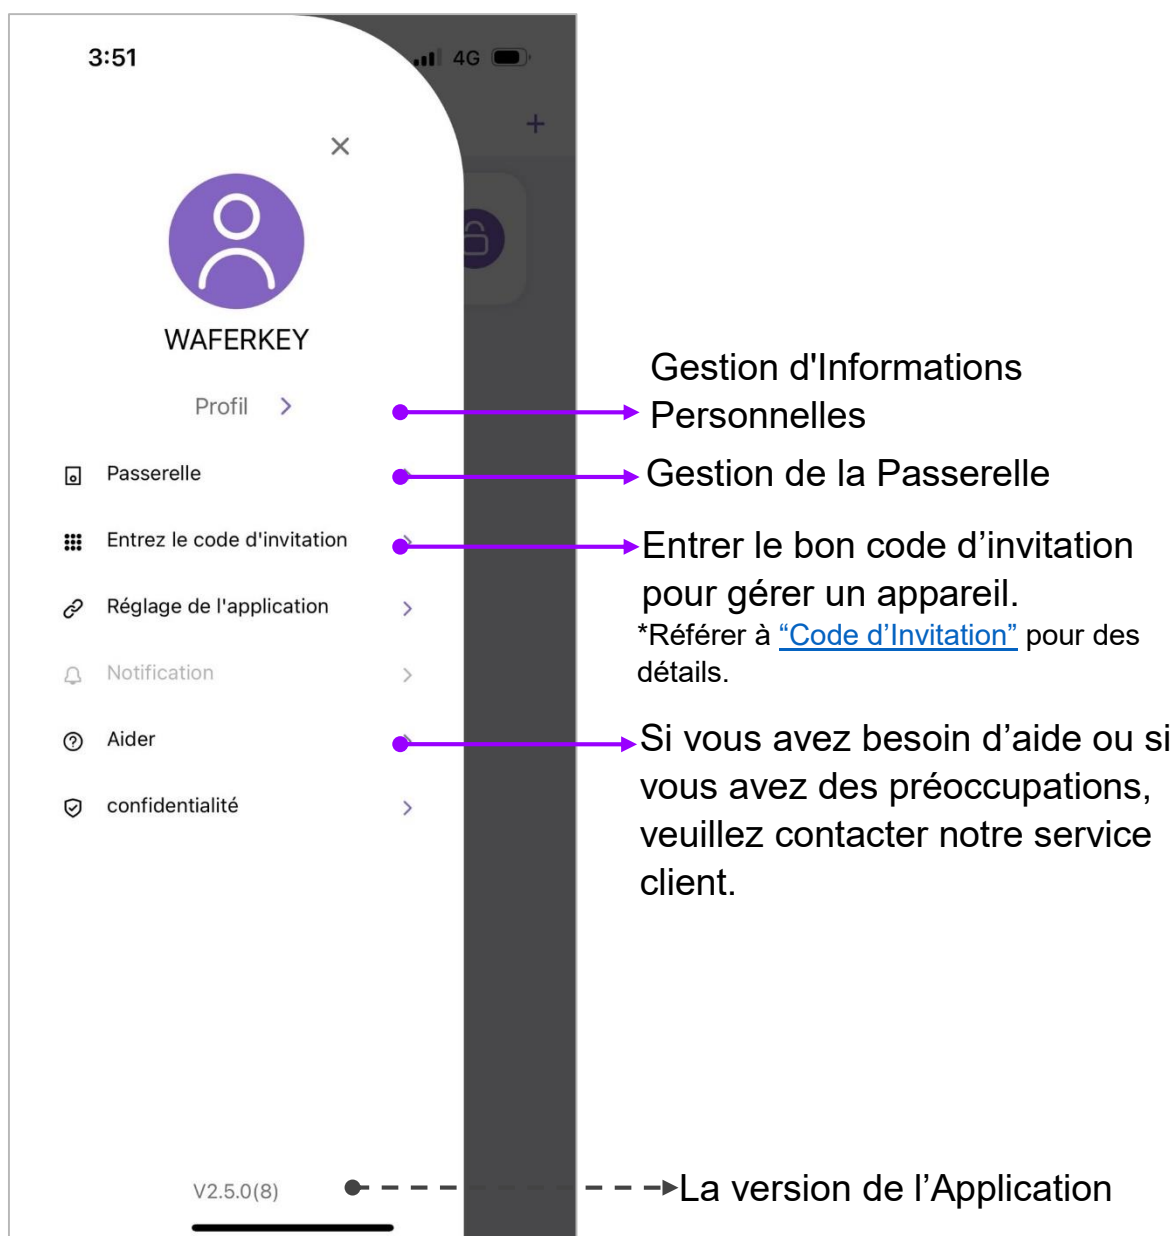 3:51
4G
WAFERKEY
Gestion d'Informations
Personnelles
Profil
Passerelle
Gestion de la Passerelle
Entrez le code d'invitation
Entrer le bon code d’invitation
pour gérer un appareil.
*Référer à “Code d’Invitation” pour des
détails.
Réglage de l'application
Notification
Aider
Si vous avez besoin d’aide ou si
vous avez des préoccupations,
veuillez contacter notre service
client.
confidentialité
V2.5.0(8)
La version de l’Application